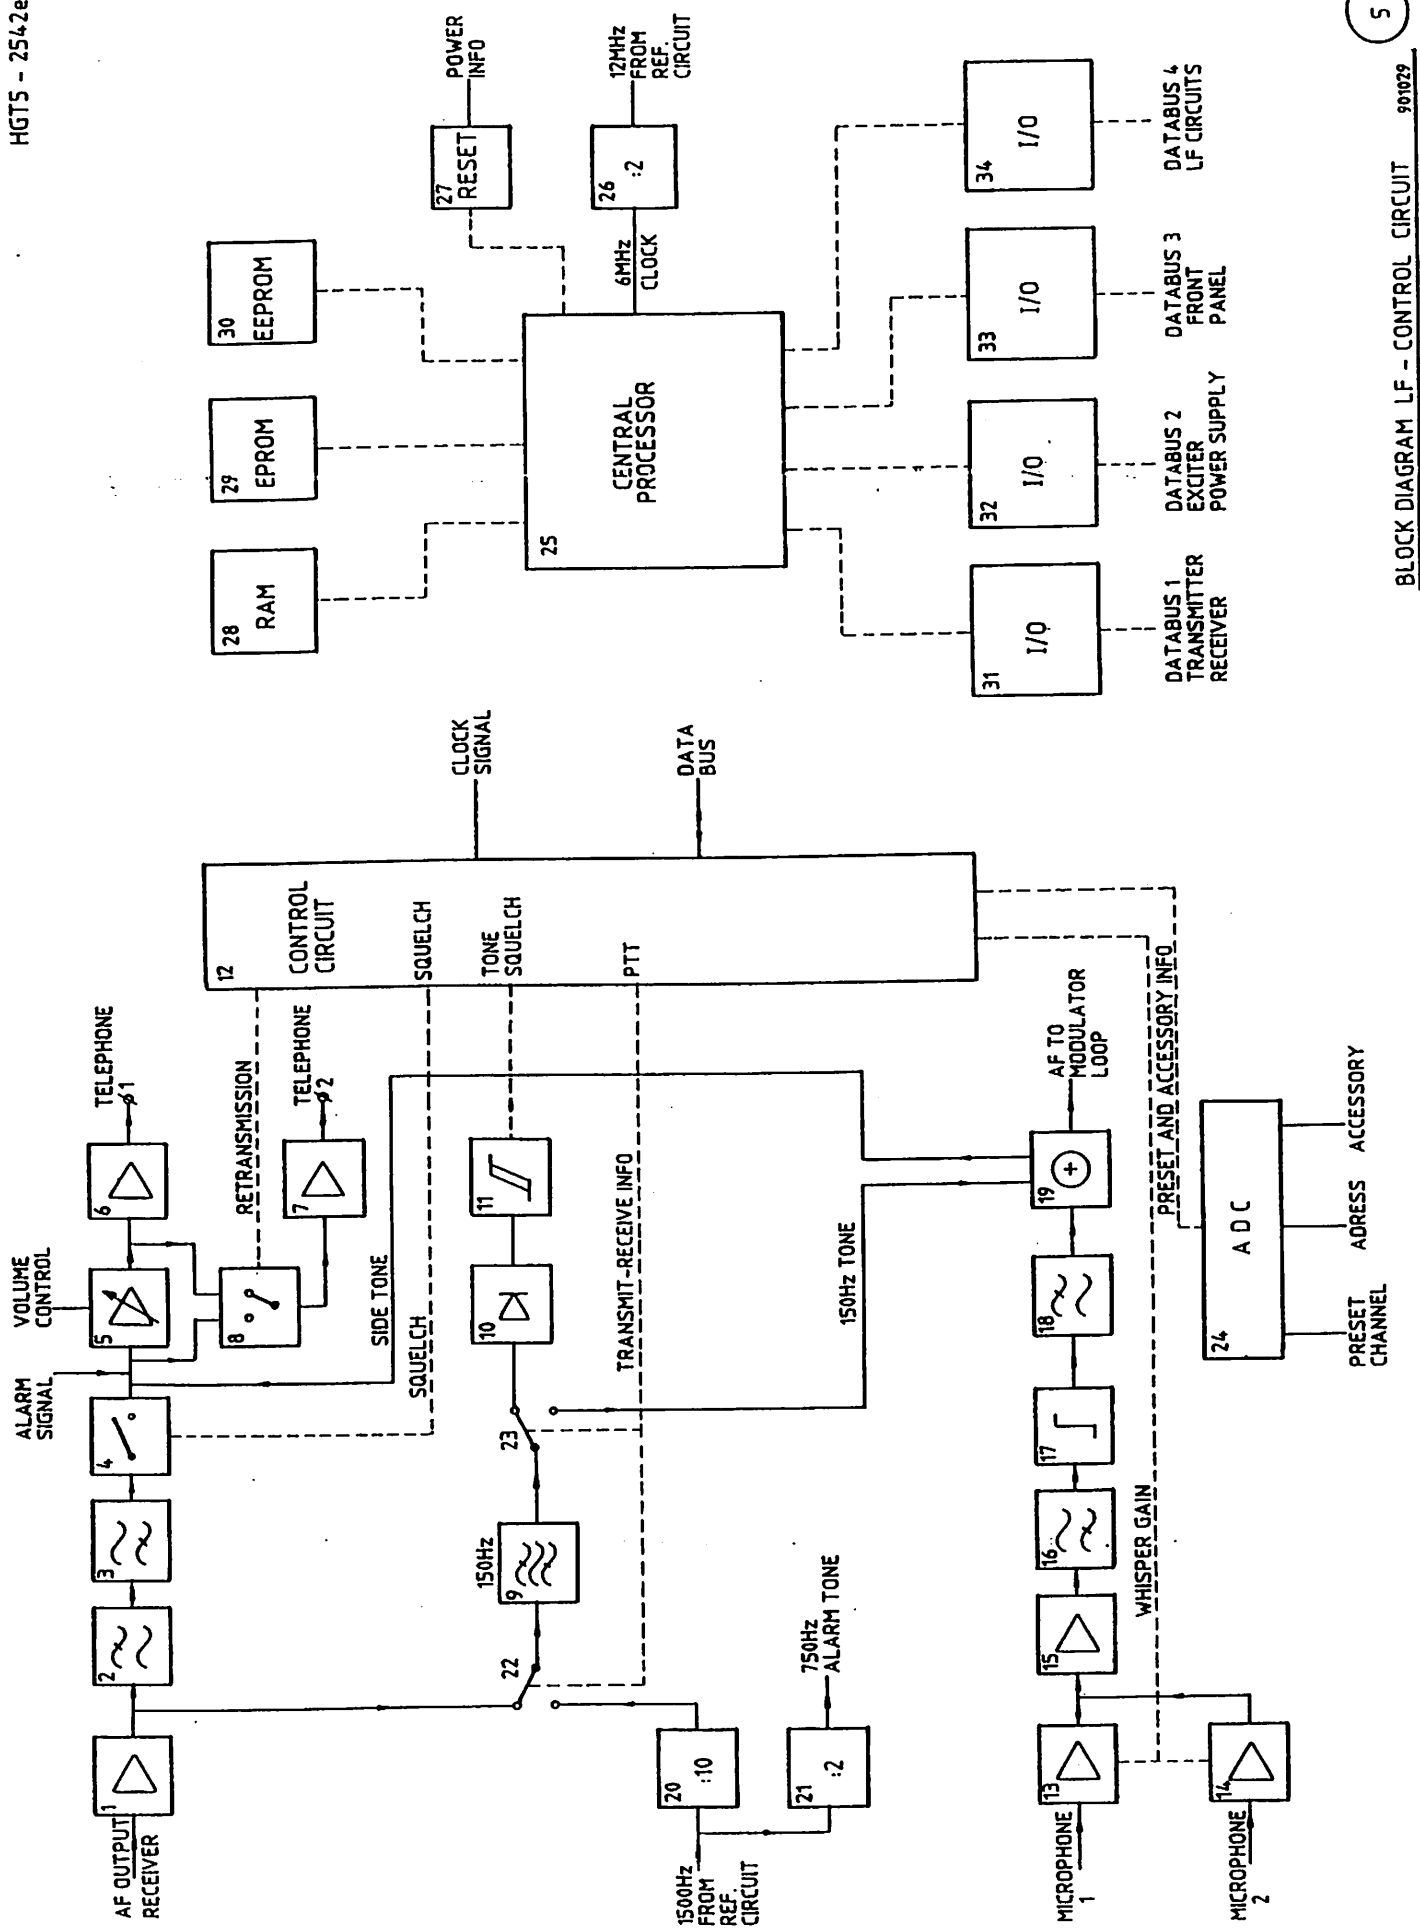 HGTS - 2542e
AF OUTPUT
RECEIVER
1
2
3
4
ALARM
SIGNAL
5
VOLUME
CONTROL
6
TELEPHONE
1
7
TELEPHONE
2
8
RETRANSMISSION
SIDE TONE
SQUELCH
150Hz
9
10
11
22
23
TRANSMIT-RECEIVE INFO
150Hz TONE
12
CONTROL
CIRCUIT
SQUELCH
TONE
SQUELCH
PTT
CLOCK
SIGNAL
DATA
BUS
1500Hz
FROM
REF.
CIRCUIT
20
:10
21
:2
750Hz
ALARM TONE
MICROPHONE
1
MICROPHONE
2
13
14
15
16
17
18
19
AF TO
MODULATOR
LOOP
WHISPER GAIN
PRESET AND ACCESSORY INFO
24
ADC
PRESET
CHANNEL
ADRESS
ACCESSORY
28
RAM
29
EPROM
30
EEPROM
27
RESET
POWER
INFO
26
:2
12MHz
FROM
REF.
CIRCUIT
6MHz
CLOCK
25
CENTRAL
PROCESSOR
31
I/O
32
I/O
33
I/O
34
I/O
DATABUS 1
TRANSMITTER
RECEIVER
DATABUS 2
EXCITER
POWER SUPPLY
DATABUS 3
FRONT
PANEL
DATABUS 4
LF CIRCUITS
BLOCK DIAGRAM LF - CONTROL CIRCUIT 901029
5